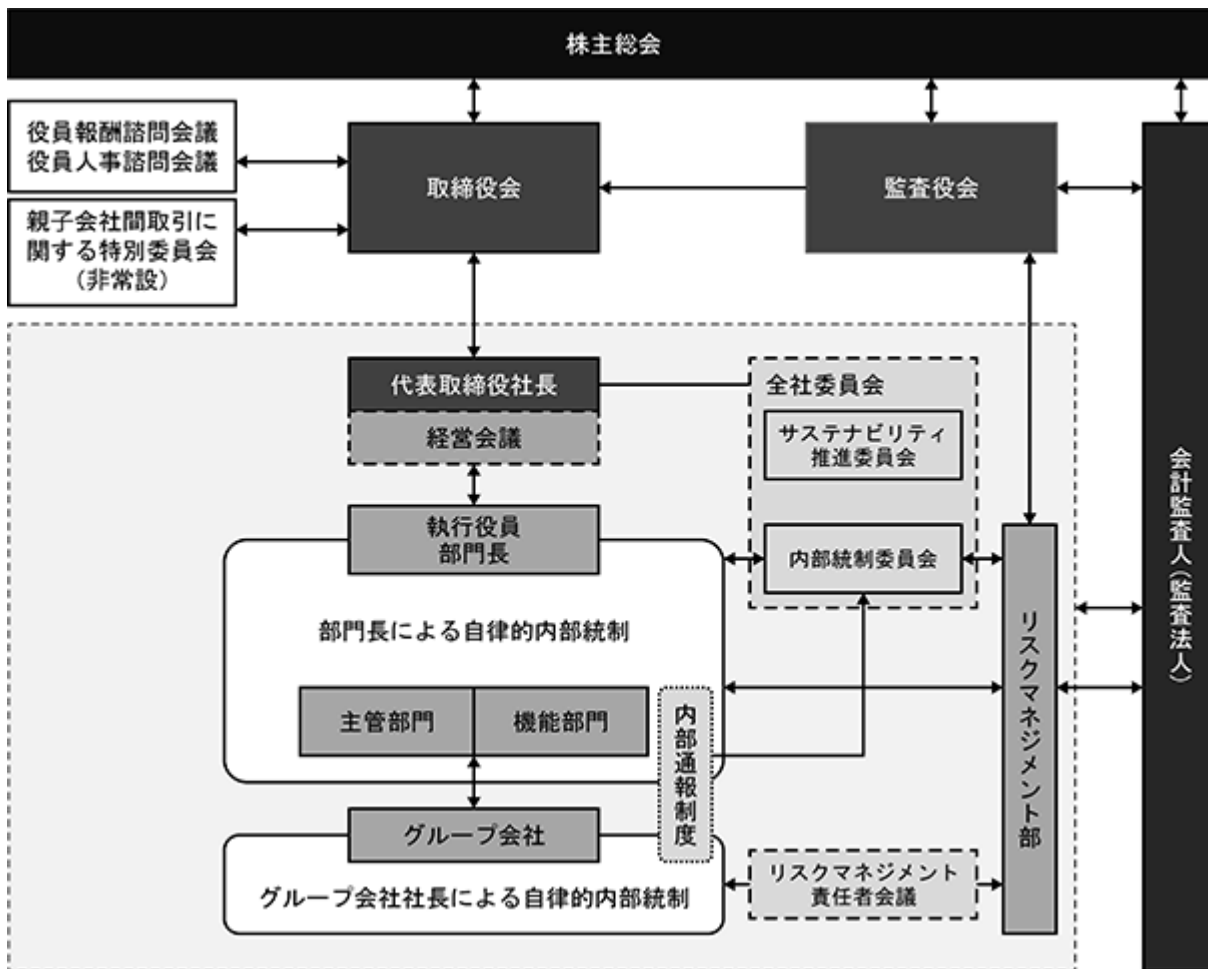 株主総会
役員報酬諮問会議
役員人事諮問会議
取締役会
監査役会
親子会社間取引に
関する特別委員会
(非常設)
代表取締役社長
経営会議
全社委員会
サステナビリティ
推進委員会
執行役員
部門長
内部統制委員会
会計監査人(監査法人)
部門長による自律的内部統制
リスクマネジメント部
主管部門
機能部門
内部通報制度
グループ会社
グループ会社社長による自律的内部統制
リスクマネジメント
責任者会議